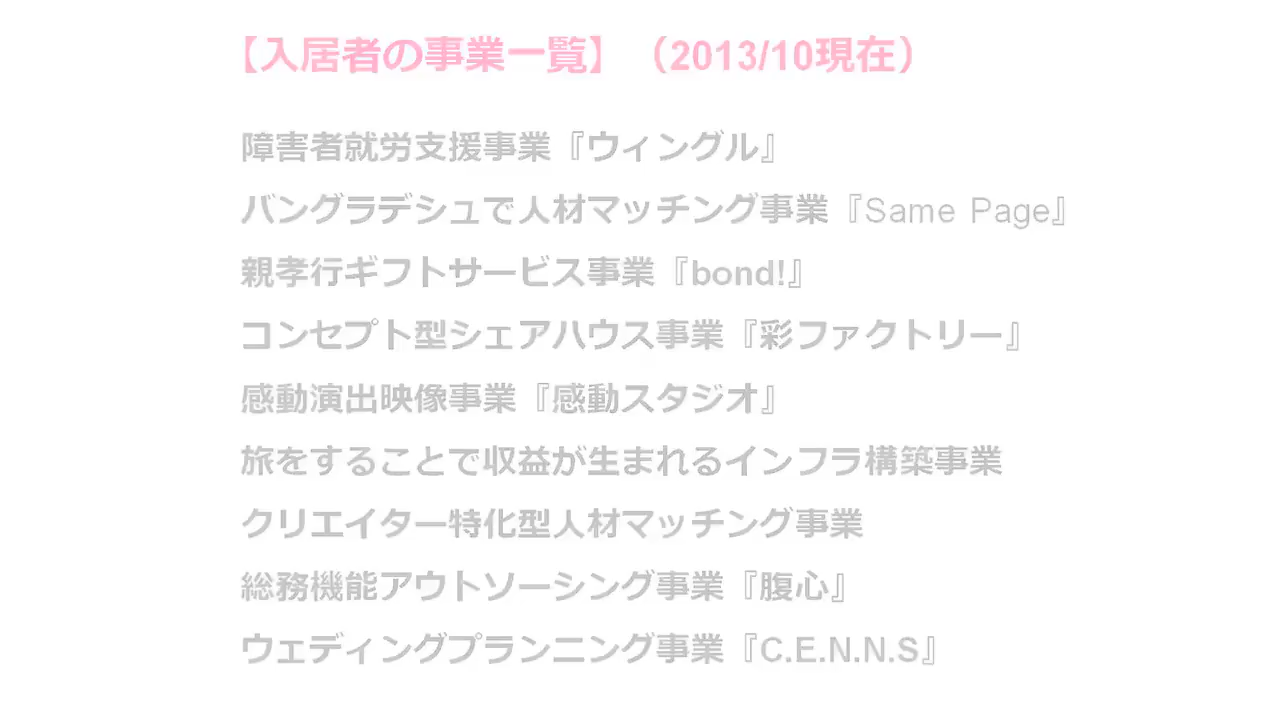 【入居者の事業一覧】（2013/10現在）
障害者就労支援事業『ウィングル』
バングラデシュで人材マッチング事業『Same Page』
親孝行ギフトサービス事業『bond!』
コンセプト型シェアハウス事業『彩ファクトリー』
感動演出映像事業『感動スタジオ』
旅をすることで収益が生まれるインフラ構築事業
クリエイター特化型人材マッチング事業
総務機能アウトソーシング事業『腹心』
ウェディングプランニング事業『C.E.N.N.S』